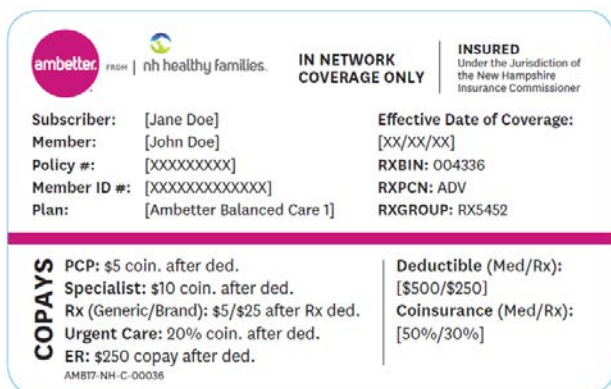 ambetter. FROM | nh healthy families.
IN NETWORK
COVERAGE ONLY
INSURED
Under the Jurisdiction of
the New Hampshire
Insurance Commissioner
Subscriber: [Jane Doe]
Member: [John Doe]
Policy #: [XXXXXXXXX]
Member ID #: [XXXXXXXXXXXXX]
Plan: [Ambetter Balanced Care 1]
Effective Date of Coverage:
[XX/XX/XX]
RXBIN: 004336
RXPCN: ADV
RXGROUP: RX5452
COPAYS
PCP: $5 coin. after ded.
Specialist: $10 coin. after ded.
Rx (Generic/Brand): $5/$25 after Rx ded.
Urgent Care: 20% coin. after ded.
ER: $250 copay after ded.
AMB17-NH-C-00036
Deductible (Med/Rx):
[$500/$250]
Coinsurance (Med/Rx):
[50%/30%]